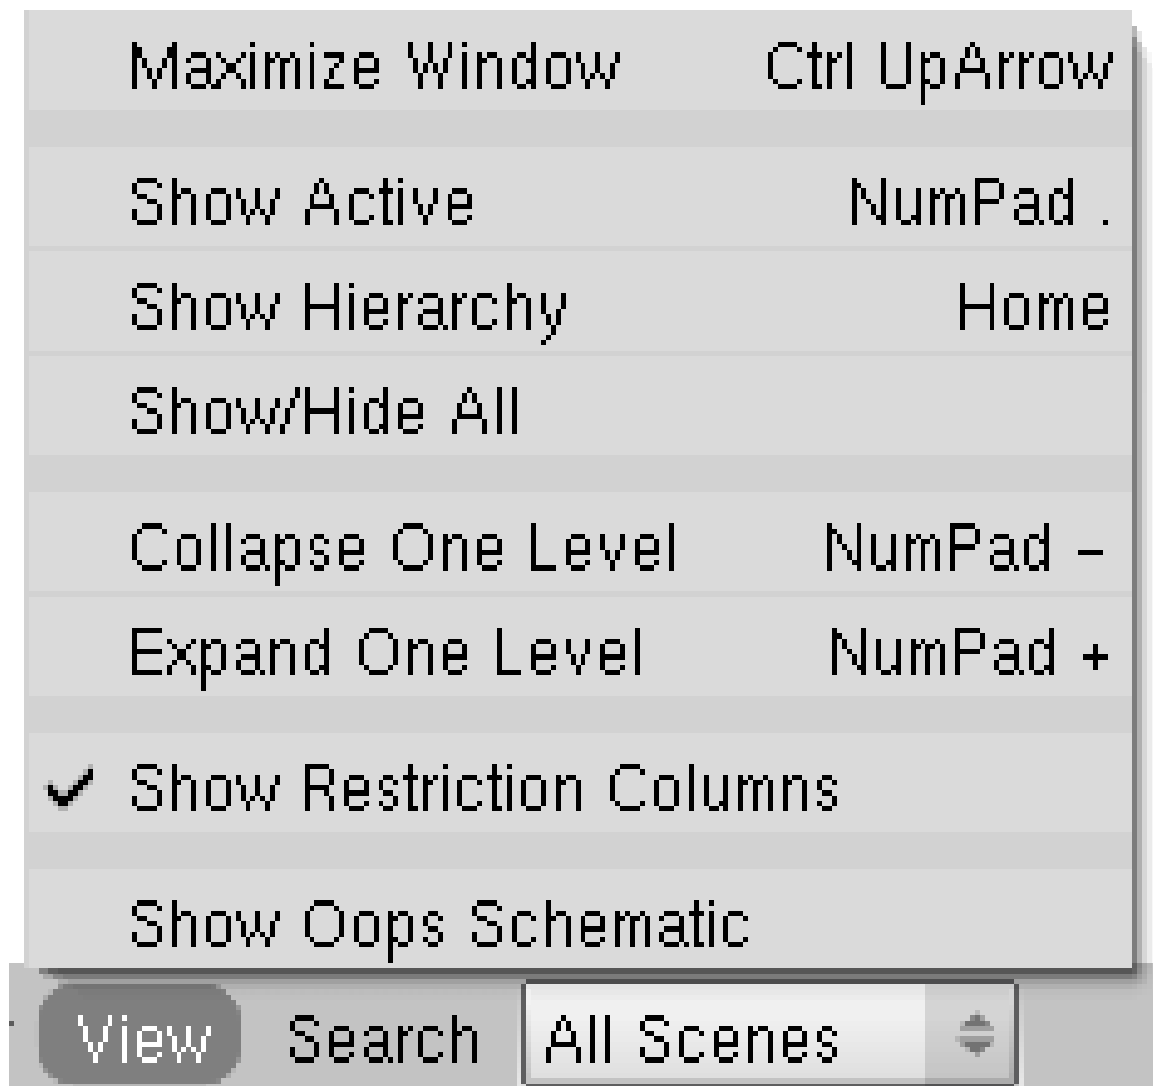 Maximize Window Ctrl UpArrow
Show Active NumPad .
Show Hierarchy Home
Show/Hide All
Collapse One Level NumPad -
Expand One Level NumPad +
Show Restriction Columns
Show Oops Schematic
View Search All Scenes